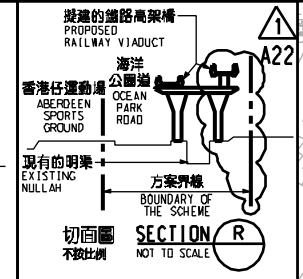 擬建的鐵路高架橋
PROPOSED
RAILWAY VIADUCT
1
A22
海洋
公園道
OCEAN
PARK
ROAD
香港仔運動場
ABERDEEN
SPORTS
GROUND
現有的明渠
EXISTING
NULLAH
方案界線
BOUNDARY OF
THE SCHEME
切面圖
不按比例
SECTION
NOT TO SCALE
R